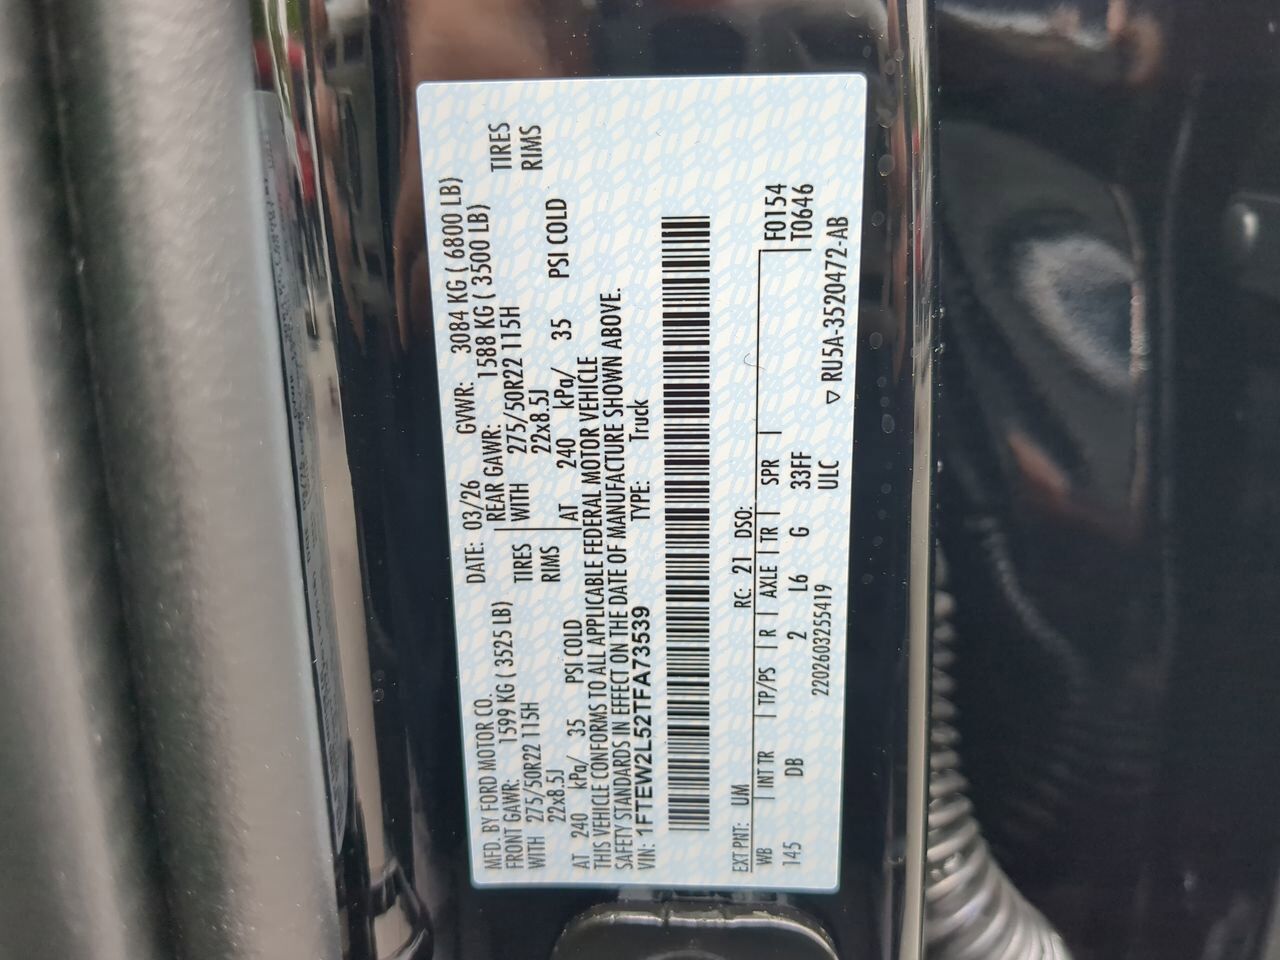 MFD. BY FORD MOTOR CO. DATE: 03/26 GVWR: 3084 KG ( 6800 LB)
FRONT GAWR: 1599 KG ( 3525 LB) REAR GAWR: 1588 KG ( 3500 LB)
WITH 275/50R22 115H TIRES WITH 275/50R22 115H TIRES
22x8.5J RIMS 22x8.5J RIMS
AT 240 kPa/ 35 PSI COLD AT 240 kPa/ 35 PSI COLD
THIS VEHICLE CONFORMS TO ALL APPLICABLE FEDERAL MOTOR VEHICLE
SAFETY STANDARDS IN EFFECT ON THE DATE OF MANUFACTURE SHOWN ABOVE.
VIN: 1FTEW2L52TFA73539 TYPE: Truck
EXT PNT: UM RC: 21 DSO:
WB INT TR TP/PS R AXLE TR SPR F0154
145 DB 2 L6 G 33FF T0646
2202603255419 ULC ▽ RU5A-3520472-AB